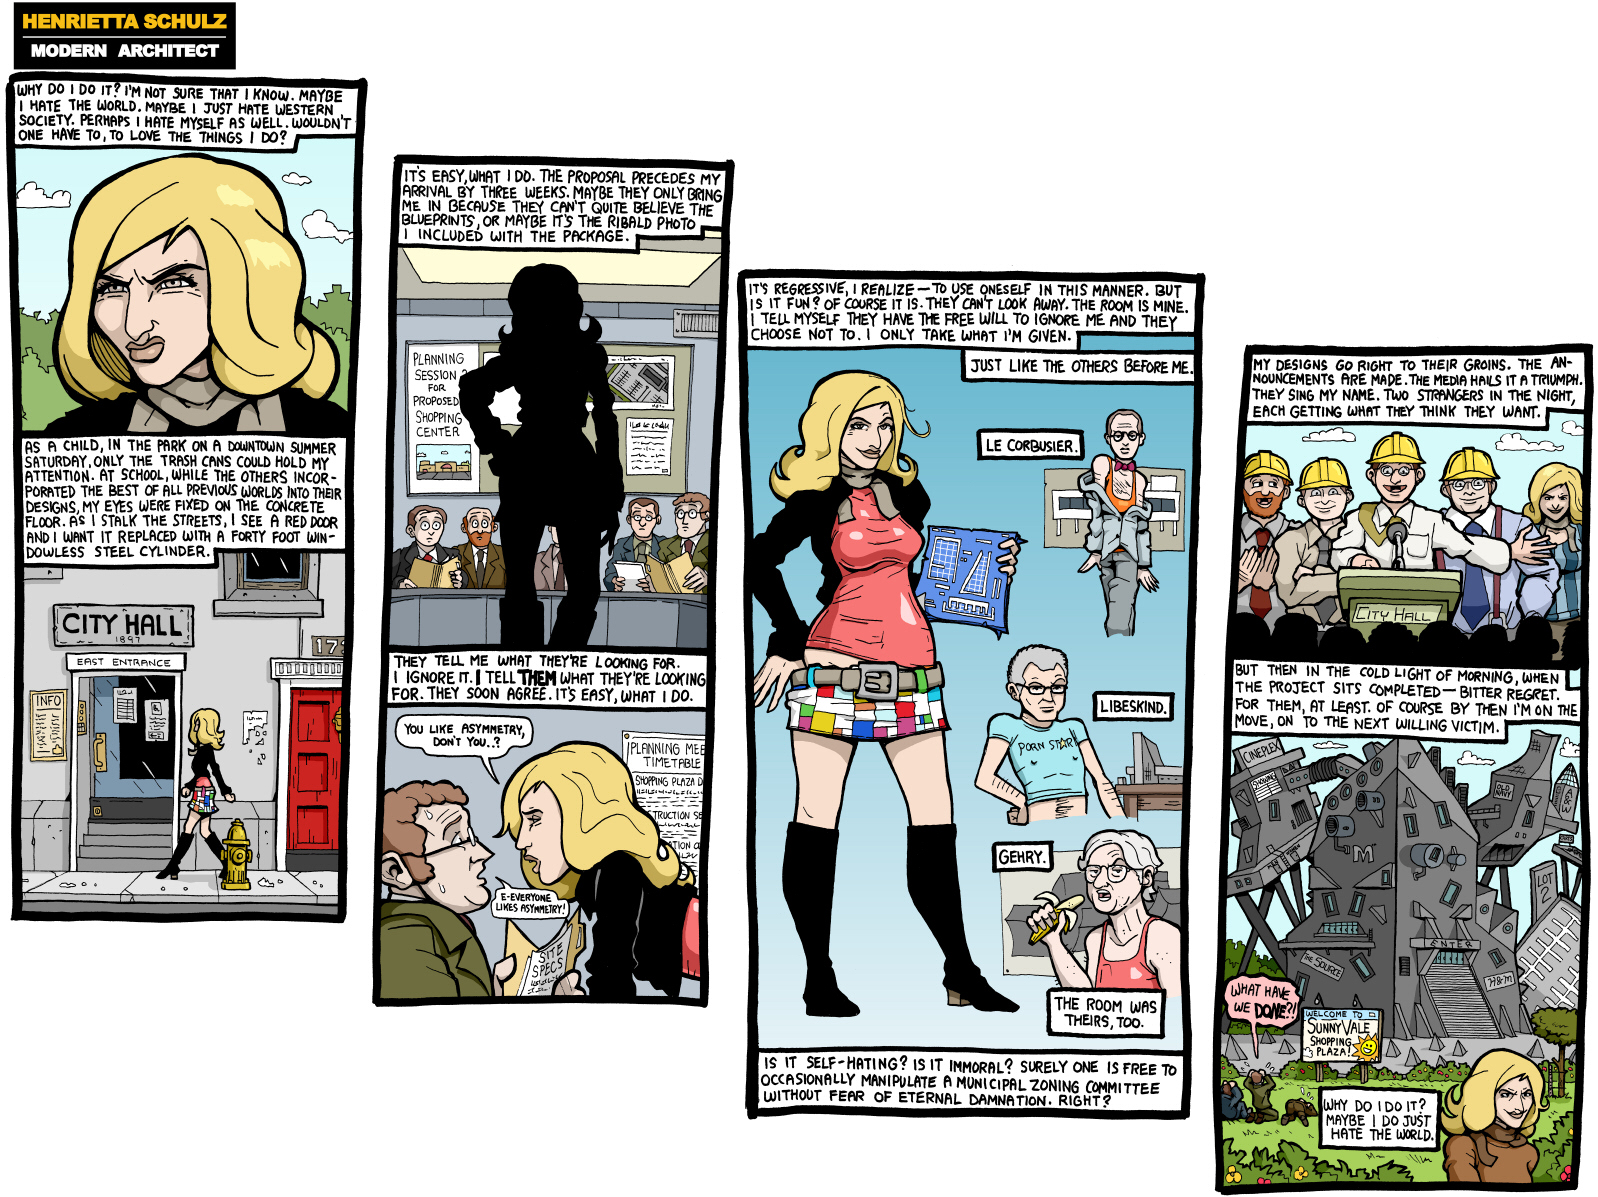 HENRIETTA SCHULZ
MODERN ARCHITECT
WHY DO I DO IT? I'M NOT SURE THAT I KNOW. MAYBE
I HATE THE WORLD. MAYBE I JUST HATE WESTERN
SOCIETY. PERHAPS I HATE MYSELF AS WELL. WOULDN'T
ONE HAVE TO, TO LOVE THE THINGS I DO?
AS A CHILD, IN THE PARK ON A DOWNTOWN SUMMER
SATURDAY, ONLY THE TRASH CANS COULD HOLD MY
ATTENTION. AT SCHOOL, WHILE THE OTHERS INCOR-
PORATED THE BEST OF ALL PREVIOUS WORLDS INTO THEIR
DESIGNS, MY EYES WERE FIXED ON THE CONCRETE
FLOOR. AS I STALK THE STREETS, I SEE A RED DOOR
AND I WANT IT REPLACED WITH A FORTY FOOT WIN-
DOWLESS STEEL CYLINDER.
CITY HALL
1897
EAST ENTRANCE
INFO
IT'S EASY, WHAT I DO. THE PROPOSAL PRECEDES MY
ARRIVAL BY THREE WEEKS. MAYBE THEY ONLY BRING
ME IN BECAUSE THEY CAN'T QUITE BELIEVE THE
BLUEPRINTS, OR MAYBE IT'S THE RIBALD PHOTO
I INCLUDED WITH THE PACKAGE.
PLANNING
SESSION
FOR
PROPOSED
SHOPPING
CENTER
THEY TELL ME WHAT THEY'RE LOOKING FOR.
I IGNORE IT. I TELL THEM WHAT THEY'RE LOOKING
FOR. THEY SOON AGREE. IT'S EASY, WHAT I DO.
YOU LIKE ASYMMETRY,
DON'T YOU..?
PLANNING MEE
TIMETABLE
SHOPPING PLAZA D
E-EVERYONE
LIKES ASYMMETRY!
SITE
SPECS
IT'S REGRESSIVE, I REALIZE — TO USE ONESELF IN THIS MANNER. BUT
IS IT FUN? OF COURSE IT IS. THEY CAN'T LOOK AWAY. THE ROOM IS MINE.
I TELL MYSELF THEY HAVE THE FREE WILL TO IGNORE ME AND THEY
CHOOSE NOT TO. I ONLY TAKE WHAT I'M GIVEN.
JUST LIKE THE OTHERS BEFORE ME.
LE CORBUSIER.
LIBESKIND.
PORN STAR
GEHRY.
THE ROOM WAS
THEIRS, TOO.
IS IT SELF-HATING? IS IT IMMORAL? SURELY ONE IS FREE TO
OCCASIONALLY MANIPULATE A MUNICIPAL ZONING COMMITTEE
WITHOUT FEAR OF ETERNAL DAMNATION. RIGHT?
MY DESIGNS GO RIGHT TO THEIR GROINS. THE AN-
NOUNCEMENTS ARE MADE. THE MEDIA HAILS IT A TRIUMPH.
THEY SING MY NAME. TWO STRANGERS IN THE NIGHT,
EACH GETTING WHAT THEY THINK THEY WANT.
CITY HALL
BUT THEN IN THE COLD LIGHT OF MORNING, WHEN
THE PROJECT SITS COMPLETED — BITTER REGRET.
FOR THEM, AT LEAST. OF COURSE BY THEN I'M ON THE
MOVE, ON TO THE NEXT WILLING VICTIM.
CINEPLEX
SHOWING
OLD
NAVY
M
LOT
2
ENTER
THE SOURCE
H&M
WHAT HAVE
WE DONE?!
WELCOME TO
SUNNYVALE
SHOPPING
PLAZA!
WHY DO I DO IT?
MAYBE I DO JUST
HATE THE WORLD.